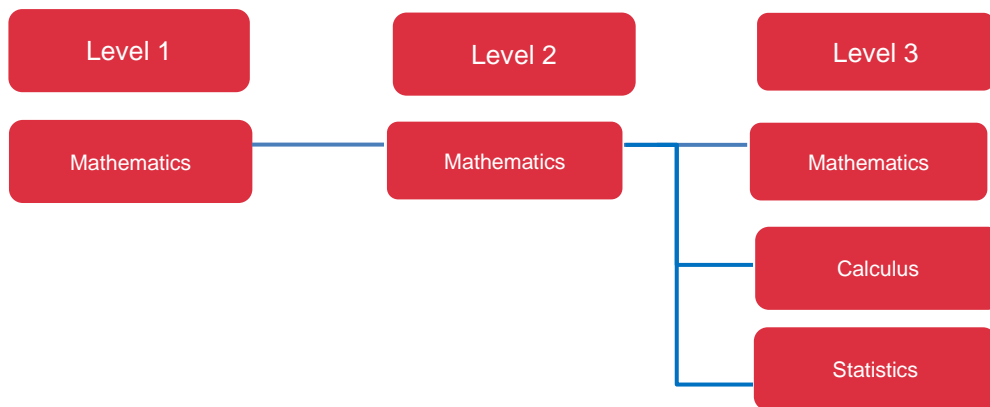 Level 1
Level 2
Level 3
Mathematics
Mathematics
Mathematics
Calculus
Statistics